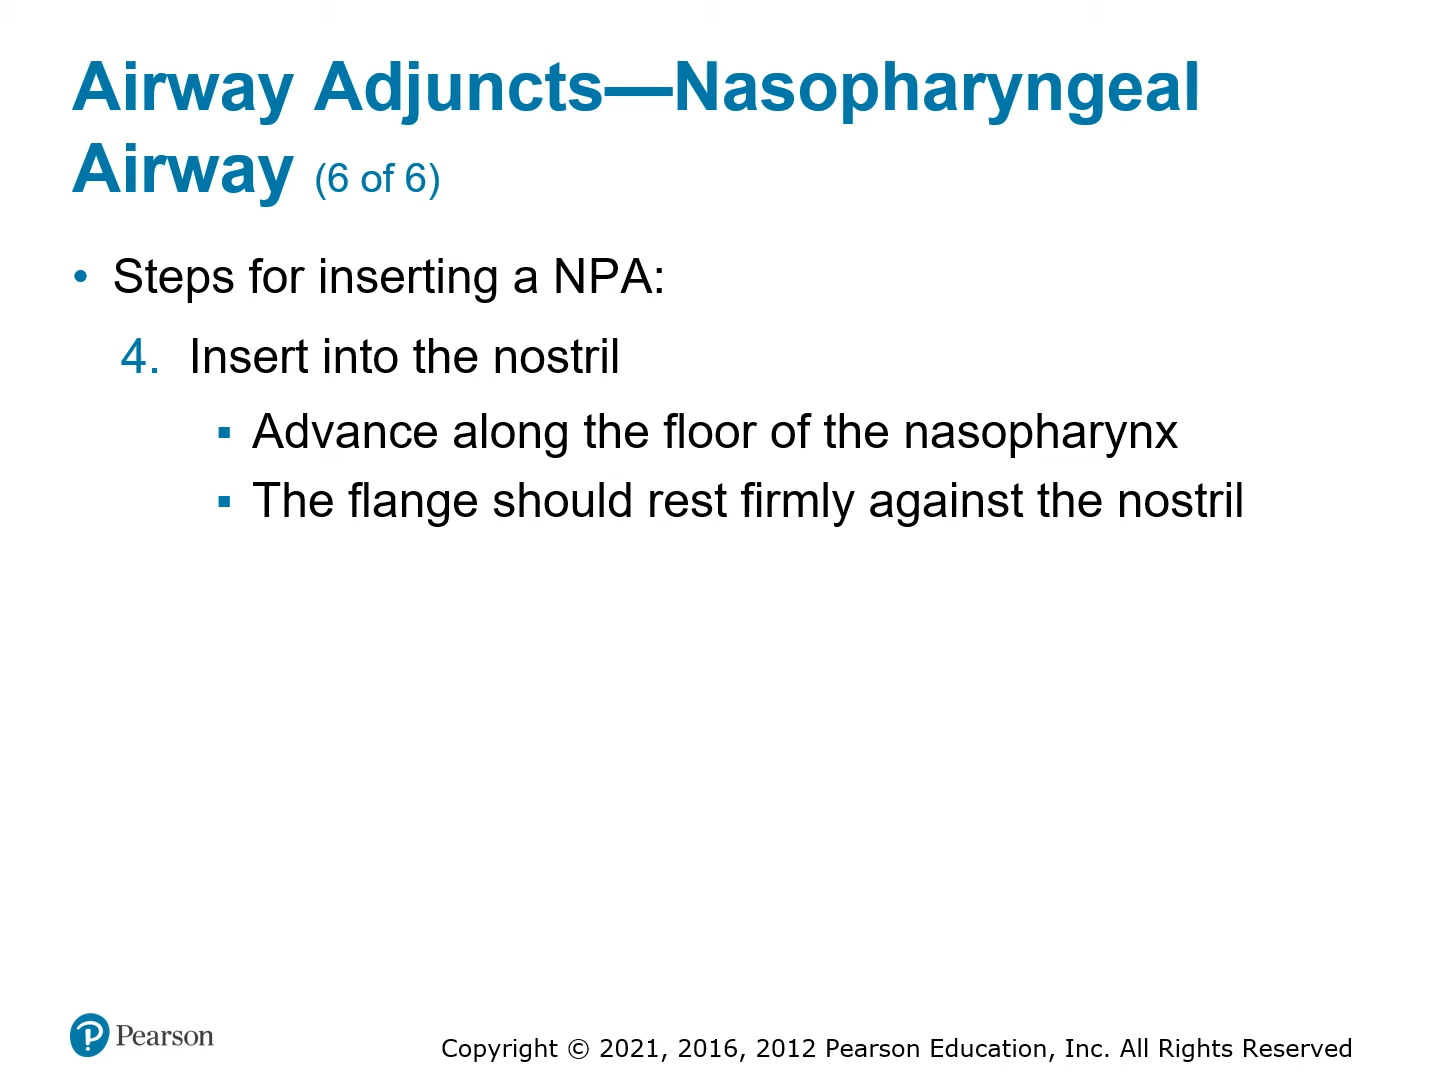 Airway Adjuncts—Nasopharyngeal
Airway (6 of 6)
• Steps for inserting a NPA:
4. Insert into the nostril
▪ Advance along the floor of the nasopharynx
▪ The flange should rest firmly against the nostril
Pearson
Copyright © 2021, 2016, 2012 Pearson Education, Inc. All Rights Reserved